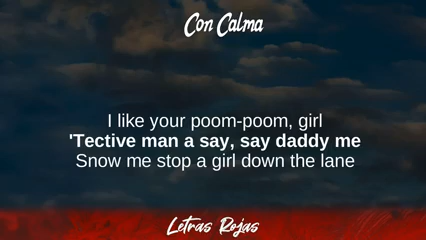 Con Calma
I like your poom-poom, girl
'Tective man a say, say daddy me
Snow me stop a girl down the lane
Letras Rojas